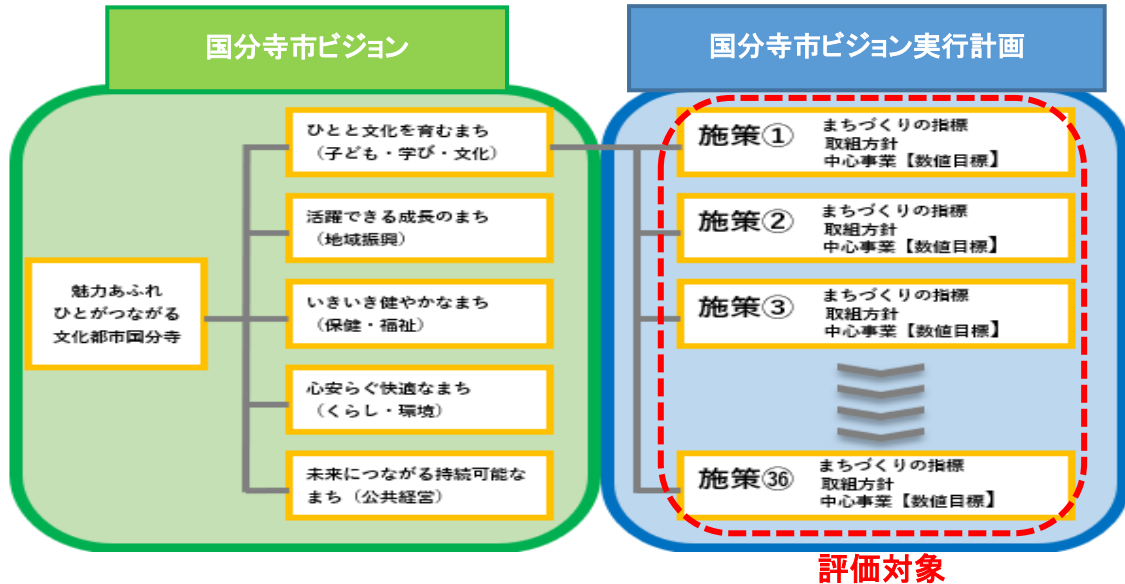 国分寺市ビジョン
国分寺市ビジョン実行計画
魅力あふれ
ひとがつながる
文化都市国分寺
ひとと文化を育むまち
（子ども・学び・文化）
活躍できる成長のまち
（地域振興）
いきいき健やかなまち
（保健・福祉）
心安らぐ快適なまち
（くらし・環境）
未来につながる持続可能な
まち（公共経営）
施策①
まちづくりの指標
取組方針
中心事業【数値目標】
施策②
まちづくりの指標
取組方針
中心事業【数値目標】
施策③
まちづくりの指標
取組方針
中心事業【数値目標】
施策㊱
まちづくりの指標
取組方針
中心事業【数値目標】
評価対象